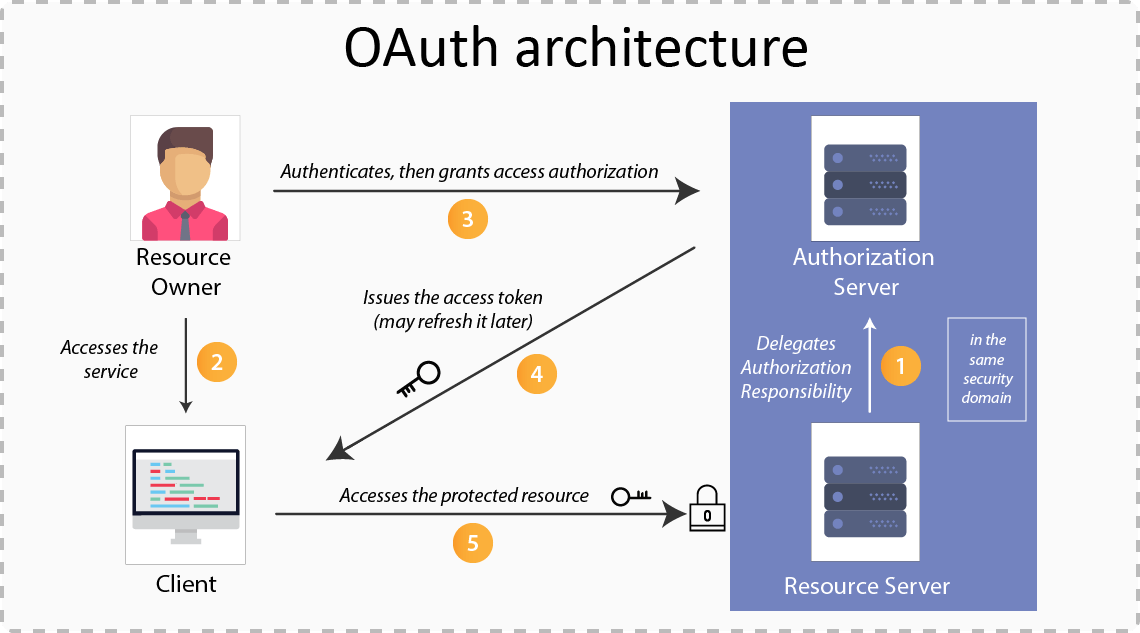 OAuth architecture
Authenticates, then grants access authorization
3
Resource
Owner
Authorization
Server
Issues the access token
(may refresh it later)
4
Accesses the
service
2
Delegates
Authorization
Responsibility
1
in the
same
security
domain
Accesses the protected resource
5
Client
Resource Server